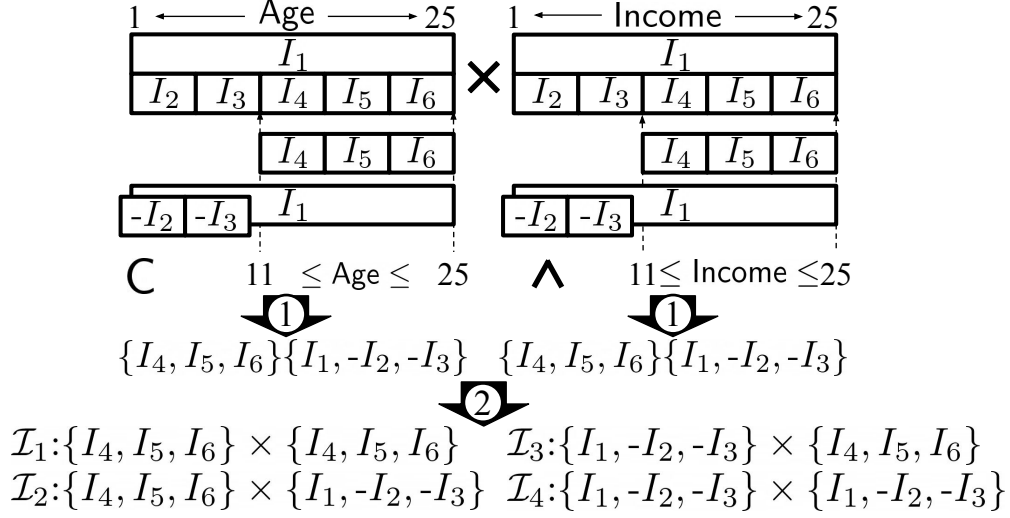 1 Age 25 1 Income 25
I₁ × I₁
I₂ I₃ I₄ I₅ I₆ I₂ I₃ I₄ I₅ I₆
I₄ I₅ I₆ I₄ I₅ I₆
-I₂ -I₃ I₁ -I₂ -I₃ I₁
C 11 ≤ Age ≤ 25 ∧ 11≤ Income ≤25
1 1
{I₄, I₅, I₆}{I₁, -I₂, -I₃} {I₄, I₅, I₆}{I₁, -I₂, -I₃}
2
ℐ₁:{I₄, I₅, I₆} × {I₄, I₅, I₆} ℐ₃:{I₁, -I₂, -I₃} × {I₄, I₅, I₆}
ℐ₂:{I₄, I₅, I₆} × {I₁, -I₂, -I₃} ℐ₄:{I₁, -I₂, -I₃} × {I₁, -I₂, -I₃}